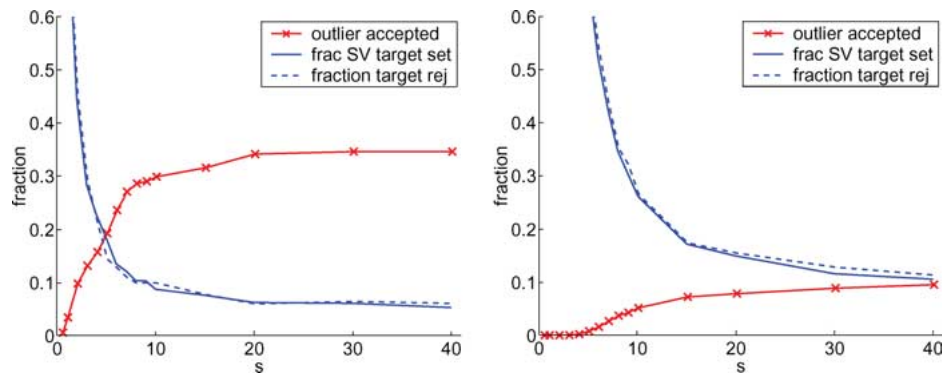 0.6
0.5
0.4
0.3
0.2
0.1
0
fraction
outlier accepted
frac SV target set
fraction target rej
0 10 20 30 40
s
0.6
0.5
0.4
0.3
0.2
0.1
0
fraction
outlier accepted
frac SV target set
fraction target rej
0 10 20 30 40
s